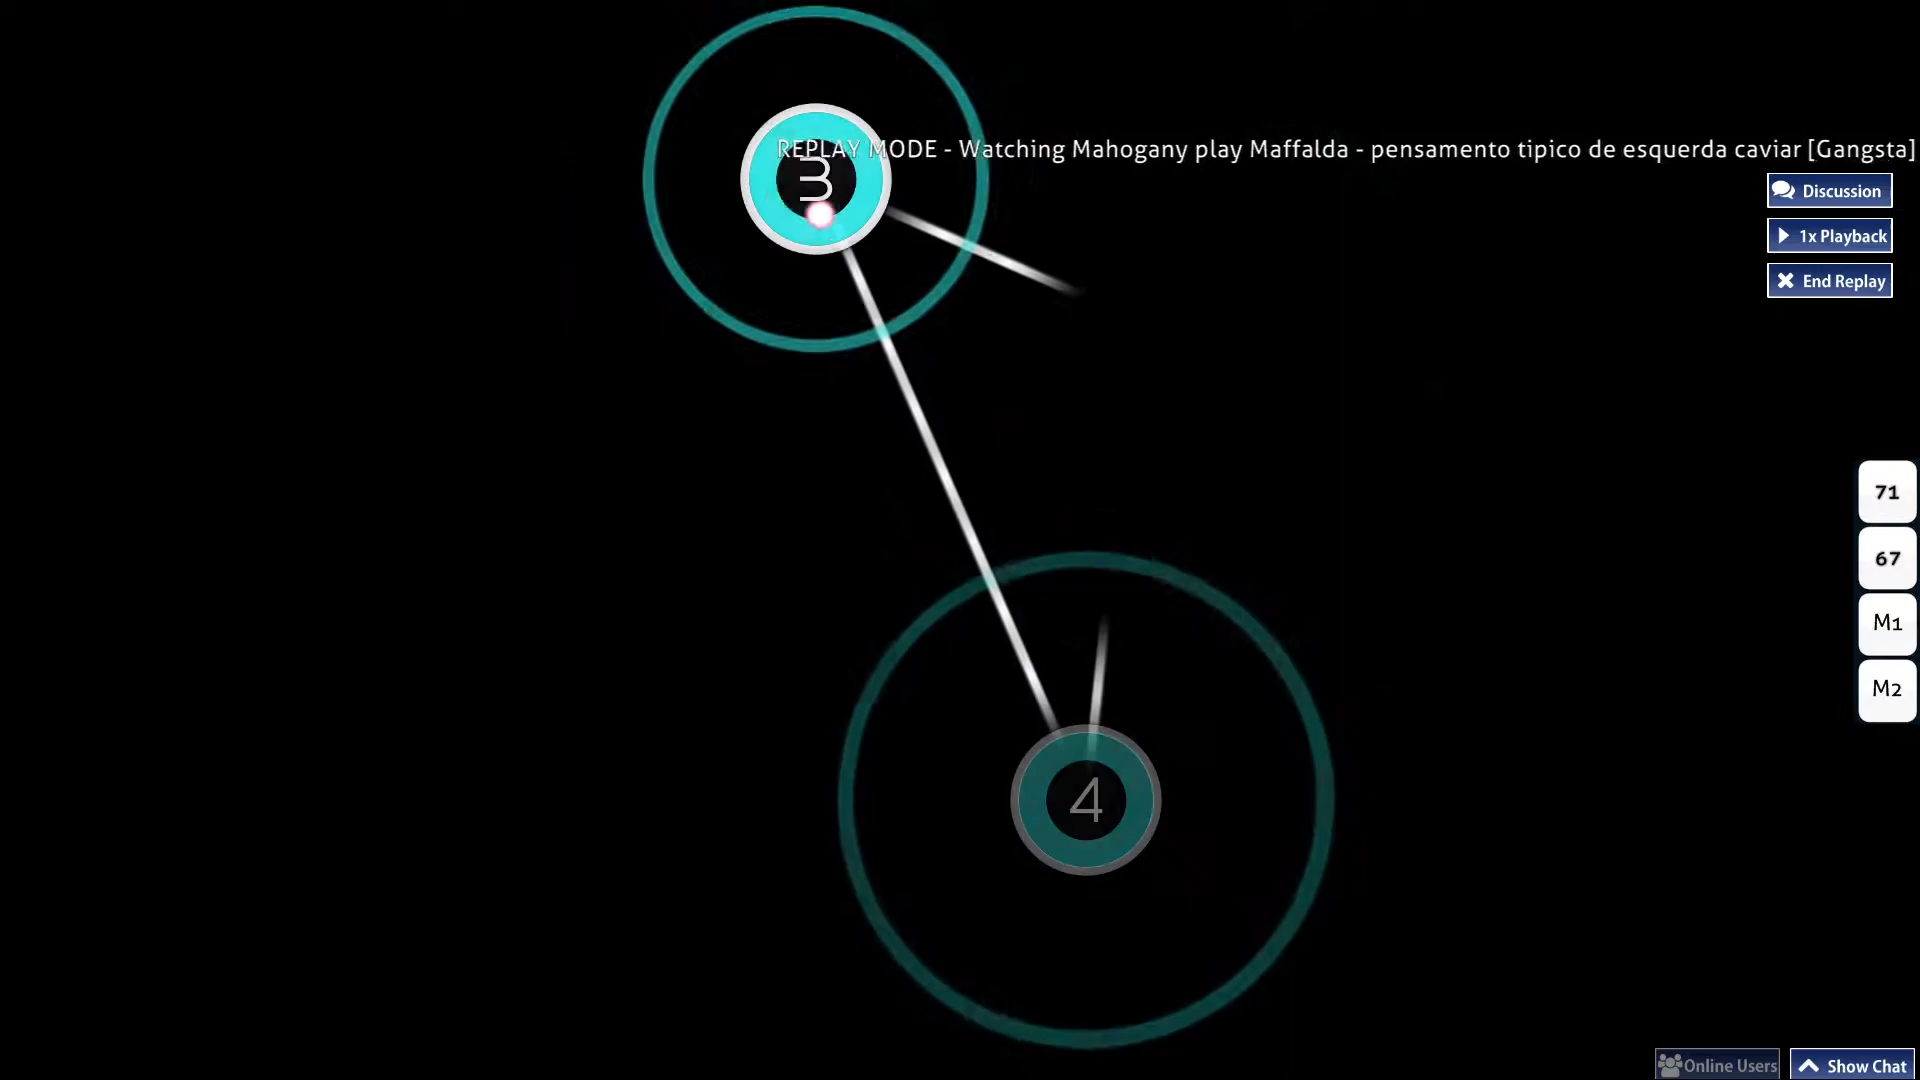 REPLAY MODE - Watching Mahogany play Maffalda - pensamento tipico de esquerda caviar [Gangsta]
3
Discussion
1x Playback
End Replay
71
67
M1
M2
4
Online Users
Show Chat